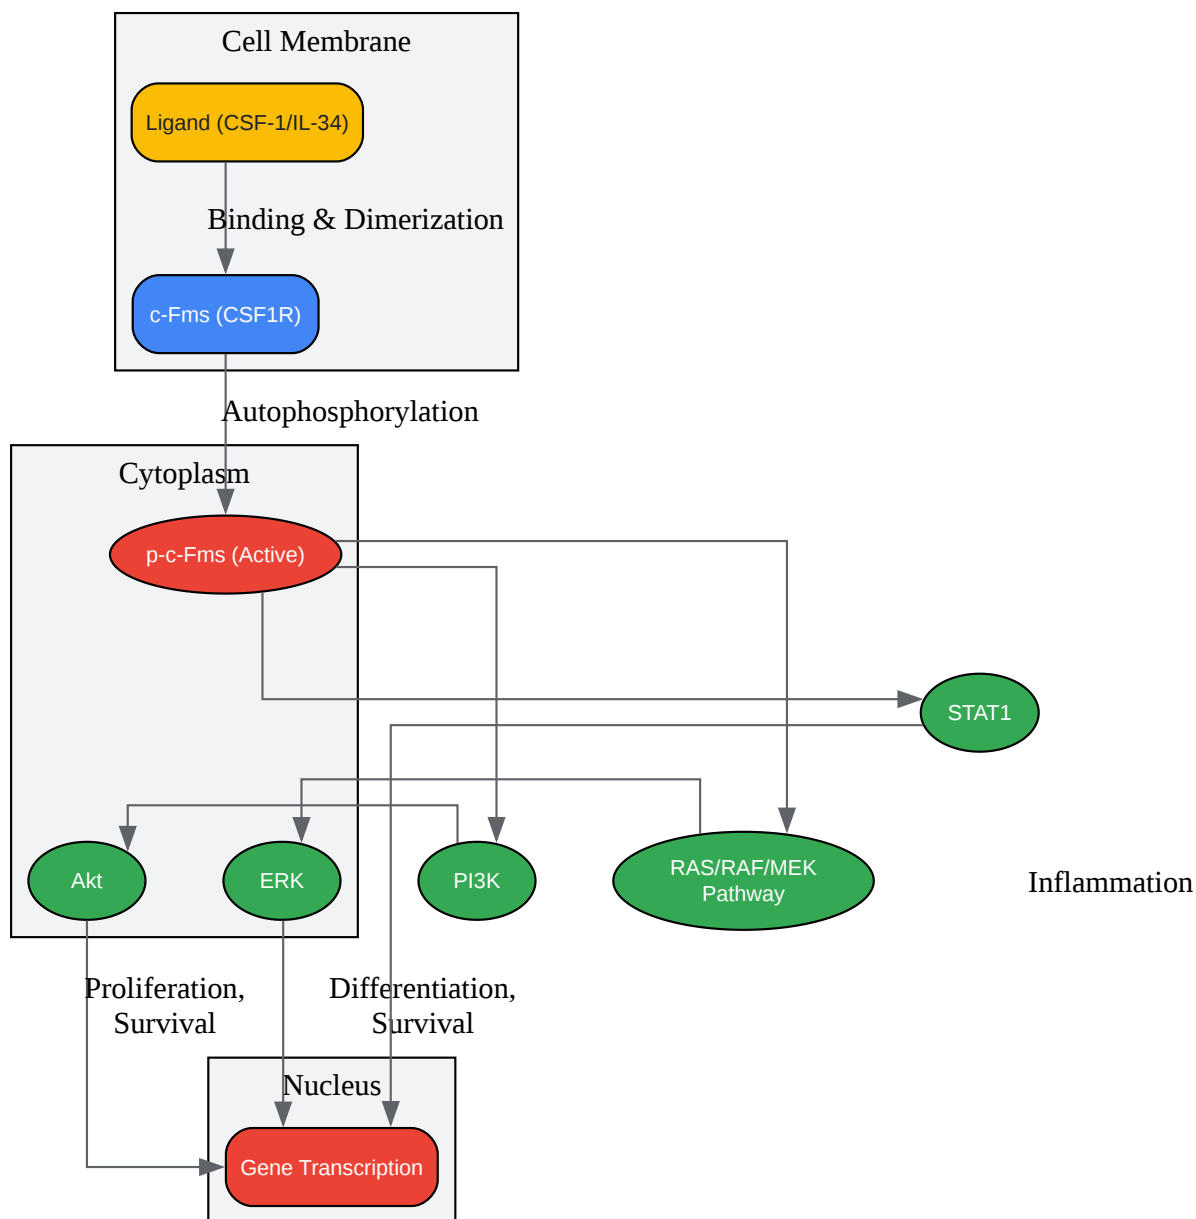 Cell Membrane
Ligand (CSF-1/IL-34)
Binding & Dimerization
c-Fms (CSF1R)
Autophosphorylation
Cytoplasm
p-c-Fms (Active)
STAT1
Akt
ERK
PI3K
RAS/RAF/MEK
Pathway
Inflammation
Proliferation,
Survival
Differentiation,
Survival
Nucleus
Gene Transcription